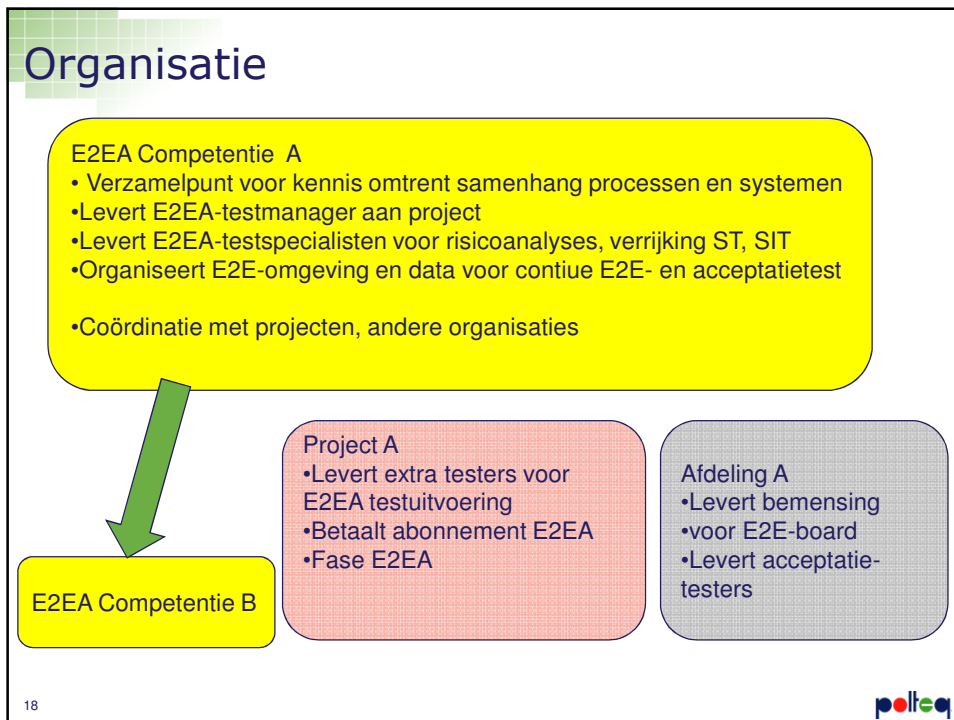 Organisatie
E2EA Competentie A
• Verzamelpunt voor kennis omtrent samenhang processen en systemen
•Levert E2EA-testmanager aan project
•Levert E2EA-testspecialisten voor risicoanalyses, verrijking ST, SIT
•Organiseert E2E-omgeving en data voor contiue E2E- en acceptatietest
•Coördinatie met projecten, andere organisaties
Project A
•Levert extra testers voor
E2EA testuitvoering
•Betaalt abonnement E2EA
•Fase E2EA
Afdeling A
•Levert bemensing
•voor E2E-board
•Levert acceptatie-
testers
E2EA Competentie B
18
polteq